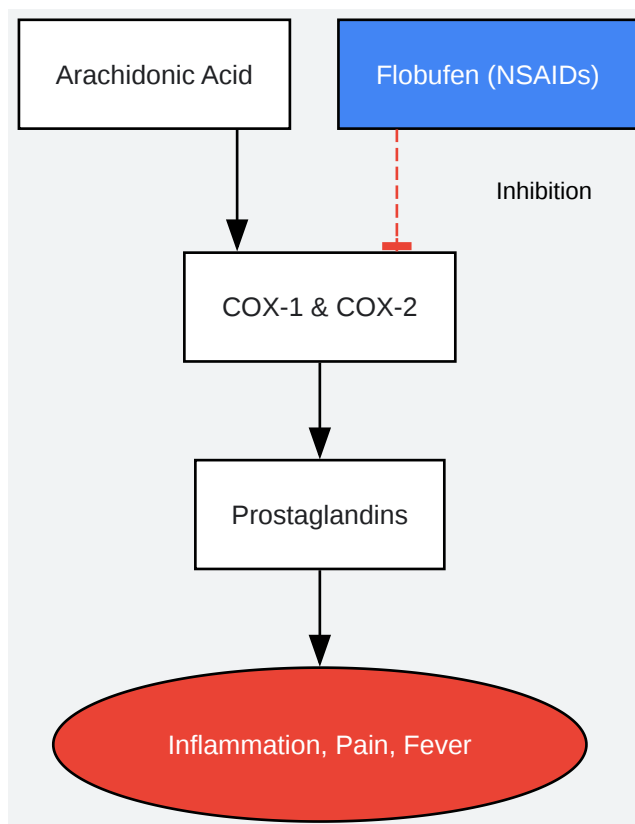 Arachidonic Acid
Flobufen (NSAIDs)
Inhibition
COX-1 & COX-2
Prostaglandins
Inflammation, Pain, Fever